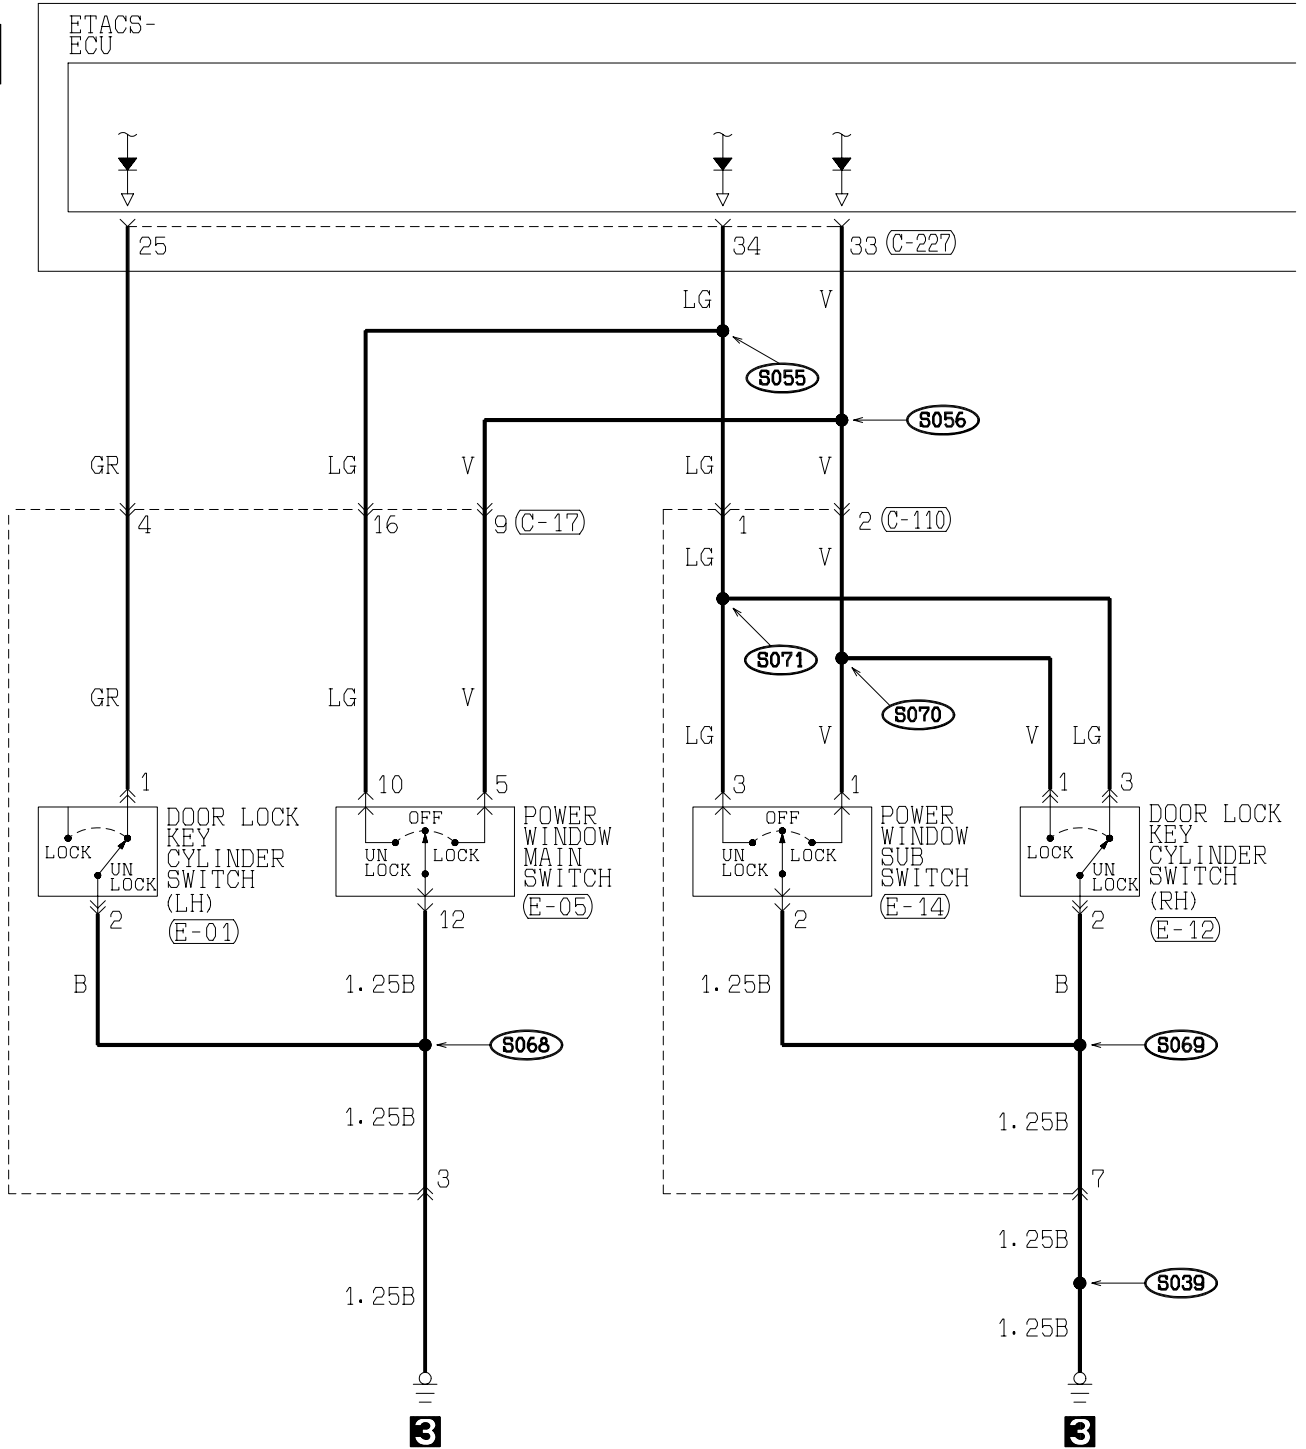 ETACS-
ECU
25
34
33 C-227
LG
V
S055
S056
GR
LG
V
LG
V
4
16
9 C-17
1
2 C-110
LG
V
S071
S070
GR
LG
V
LG
V
V
LG
1
10
5
3
1
1
3
LOCK
UN
LOCK
DOOR LOCK
KEY
CYLINDER
SWITCH
(LH)
E-01
OFF
UN
LOCK
LOCK
POWER
WINDOW
MAIN
SWITCH
E-05
OFF
UN
LOCK
LOCK
POWER
WINDOW
SUB
SWITCH
E-14
LOCK
UN
LOCK
DOOR LOCK
KEY
CYLINDER
SWITCH
(RH)
E-12
2
12
2
2
B
1.25B
1.25B
B
S068
S069
1.25B
1.25B
3
7
1.25B
S039
1.25B
1.25B
3
3